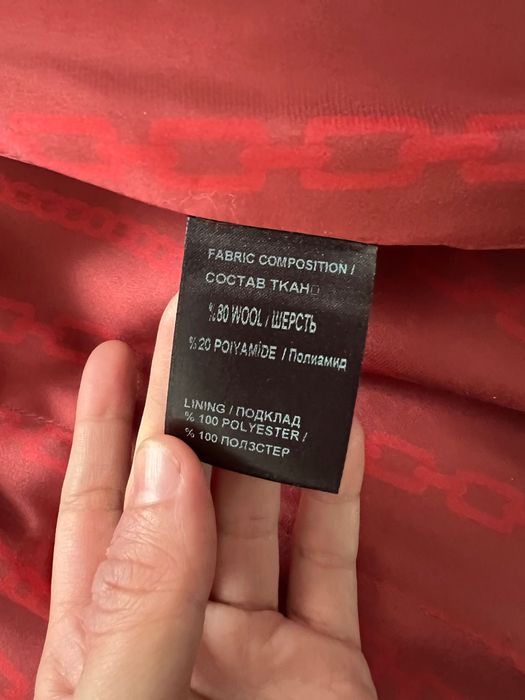 FABRIC COMPOSITION /
СОСТАВ ТКАН□
%80 WOOL / ШЕРСТЬ
%20 POIYAMİDE / Полиамид
LINING / ПОДКЛАД
% 100 POLYESTER /
% 100 ПОЛЗСТЕР